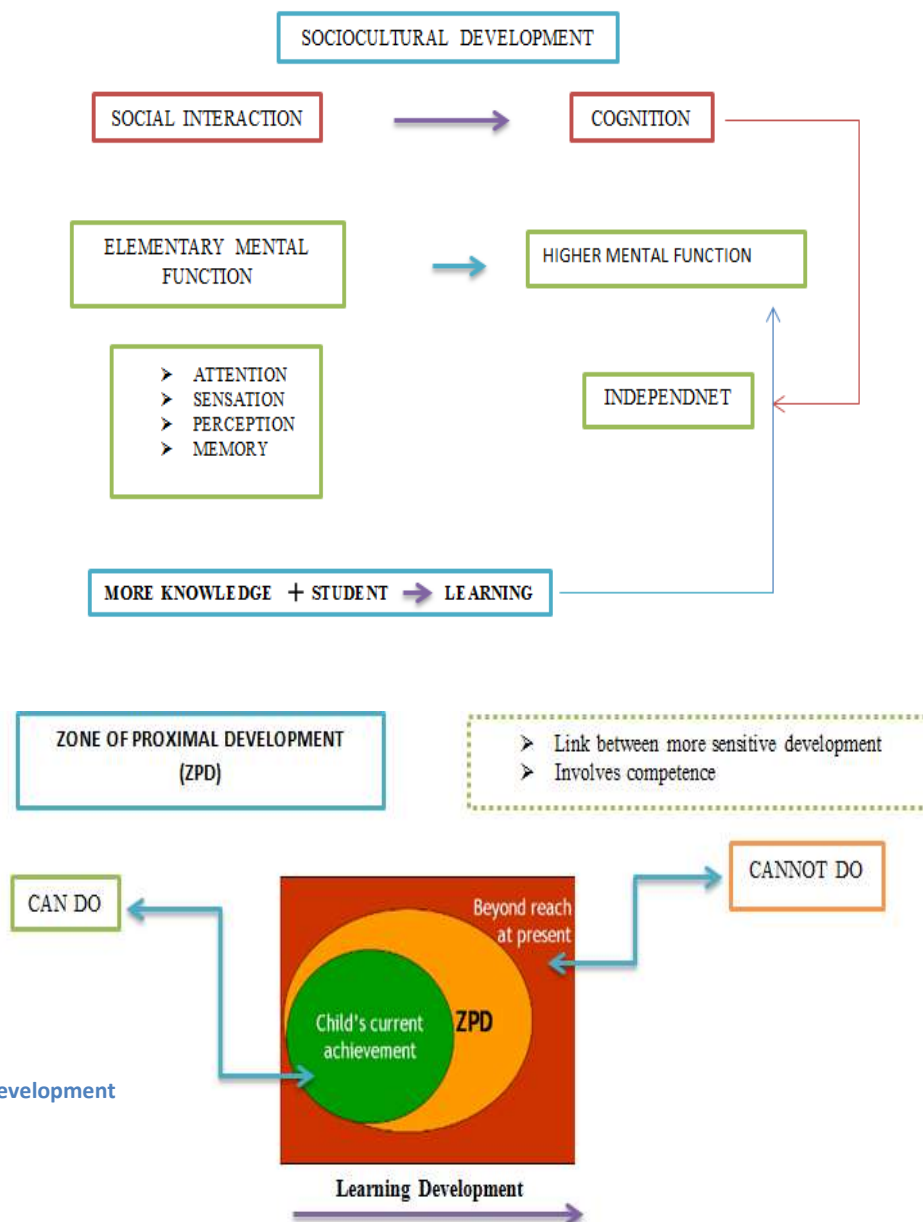 SOCIOCULTURAL DEVELOPMENT
SOCIAL INTERACTION
COGNITION
ELEMENTARY MENTAL
FUNCTION
HIGHER MENTAL FUNCTION
➢ ATTENTION
➢ SENSATION
➢ PERCEPTION
➢ MEMORY
INDEPENDNET
MORE KNOWLEDGE + STUDENT → LEARNING
ZONE OF PROXIMAL DEVELOPMENT
(ZPD)
➢ Link between more sensitive development
➢ Involves competence
CAN DO
CANNOT DO
Beyond reach
at present
Child's current
achievement
ZPD
evelopment
Learning Development